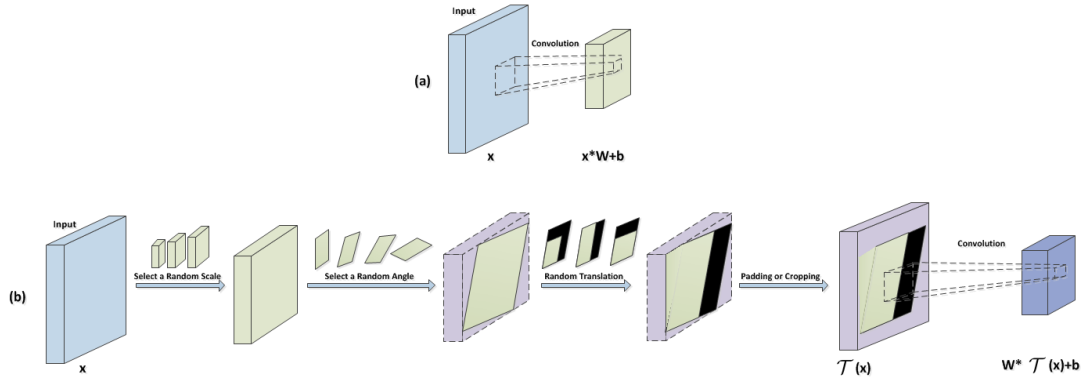 Input
Convolution
(a)
x
x*W+b
Input
Select a Random Scale
Select a Random Angle
Random Translation
Padding or Cropping
Convolution
(b)
x
𝒯(x)
W* 𝒯(x)+b